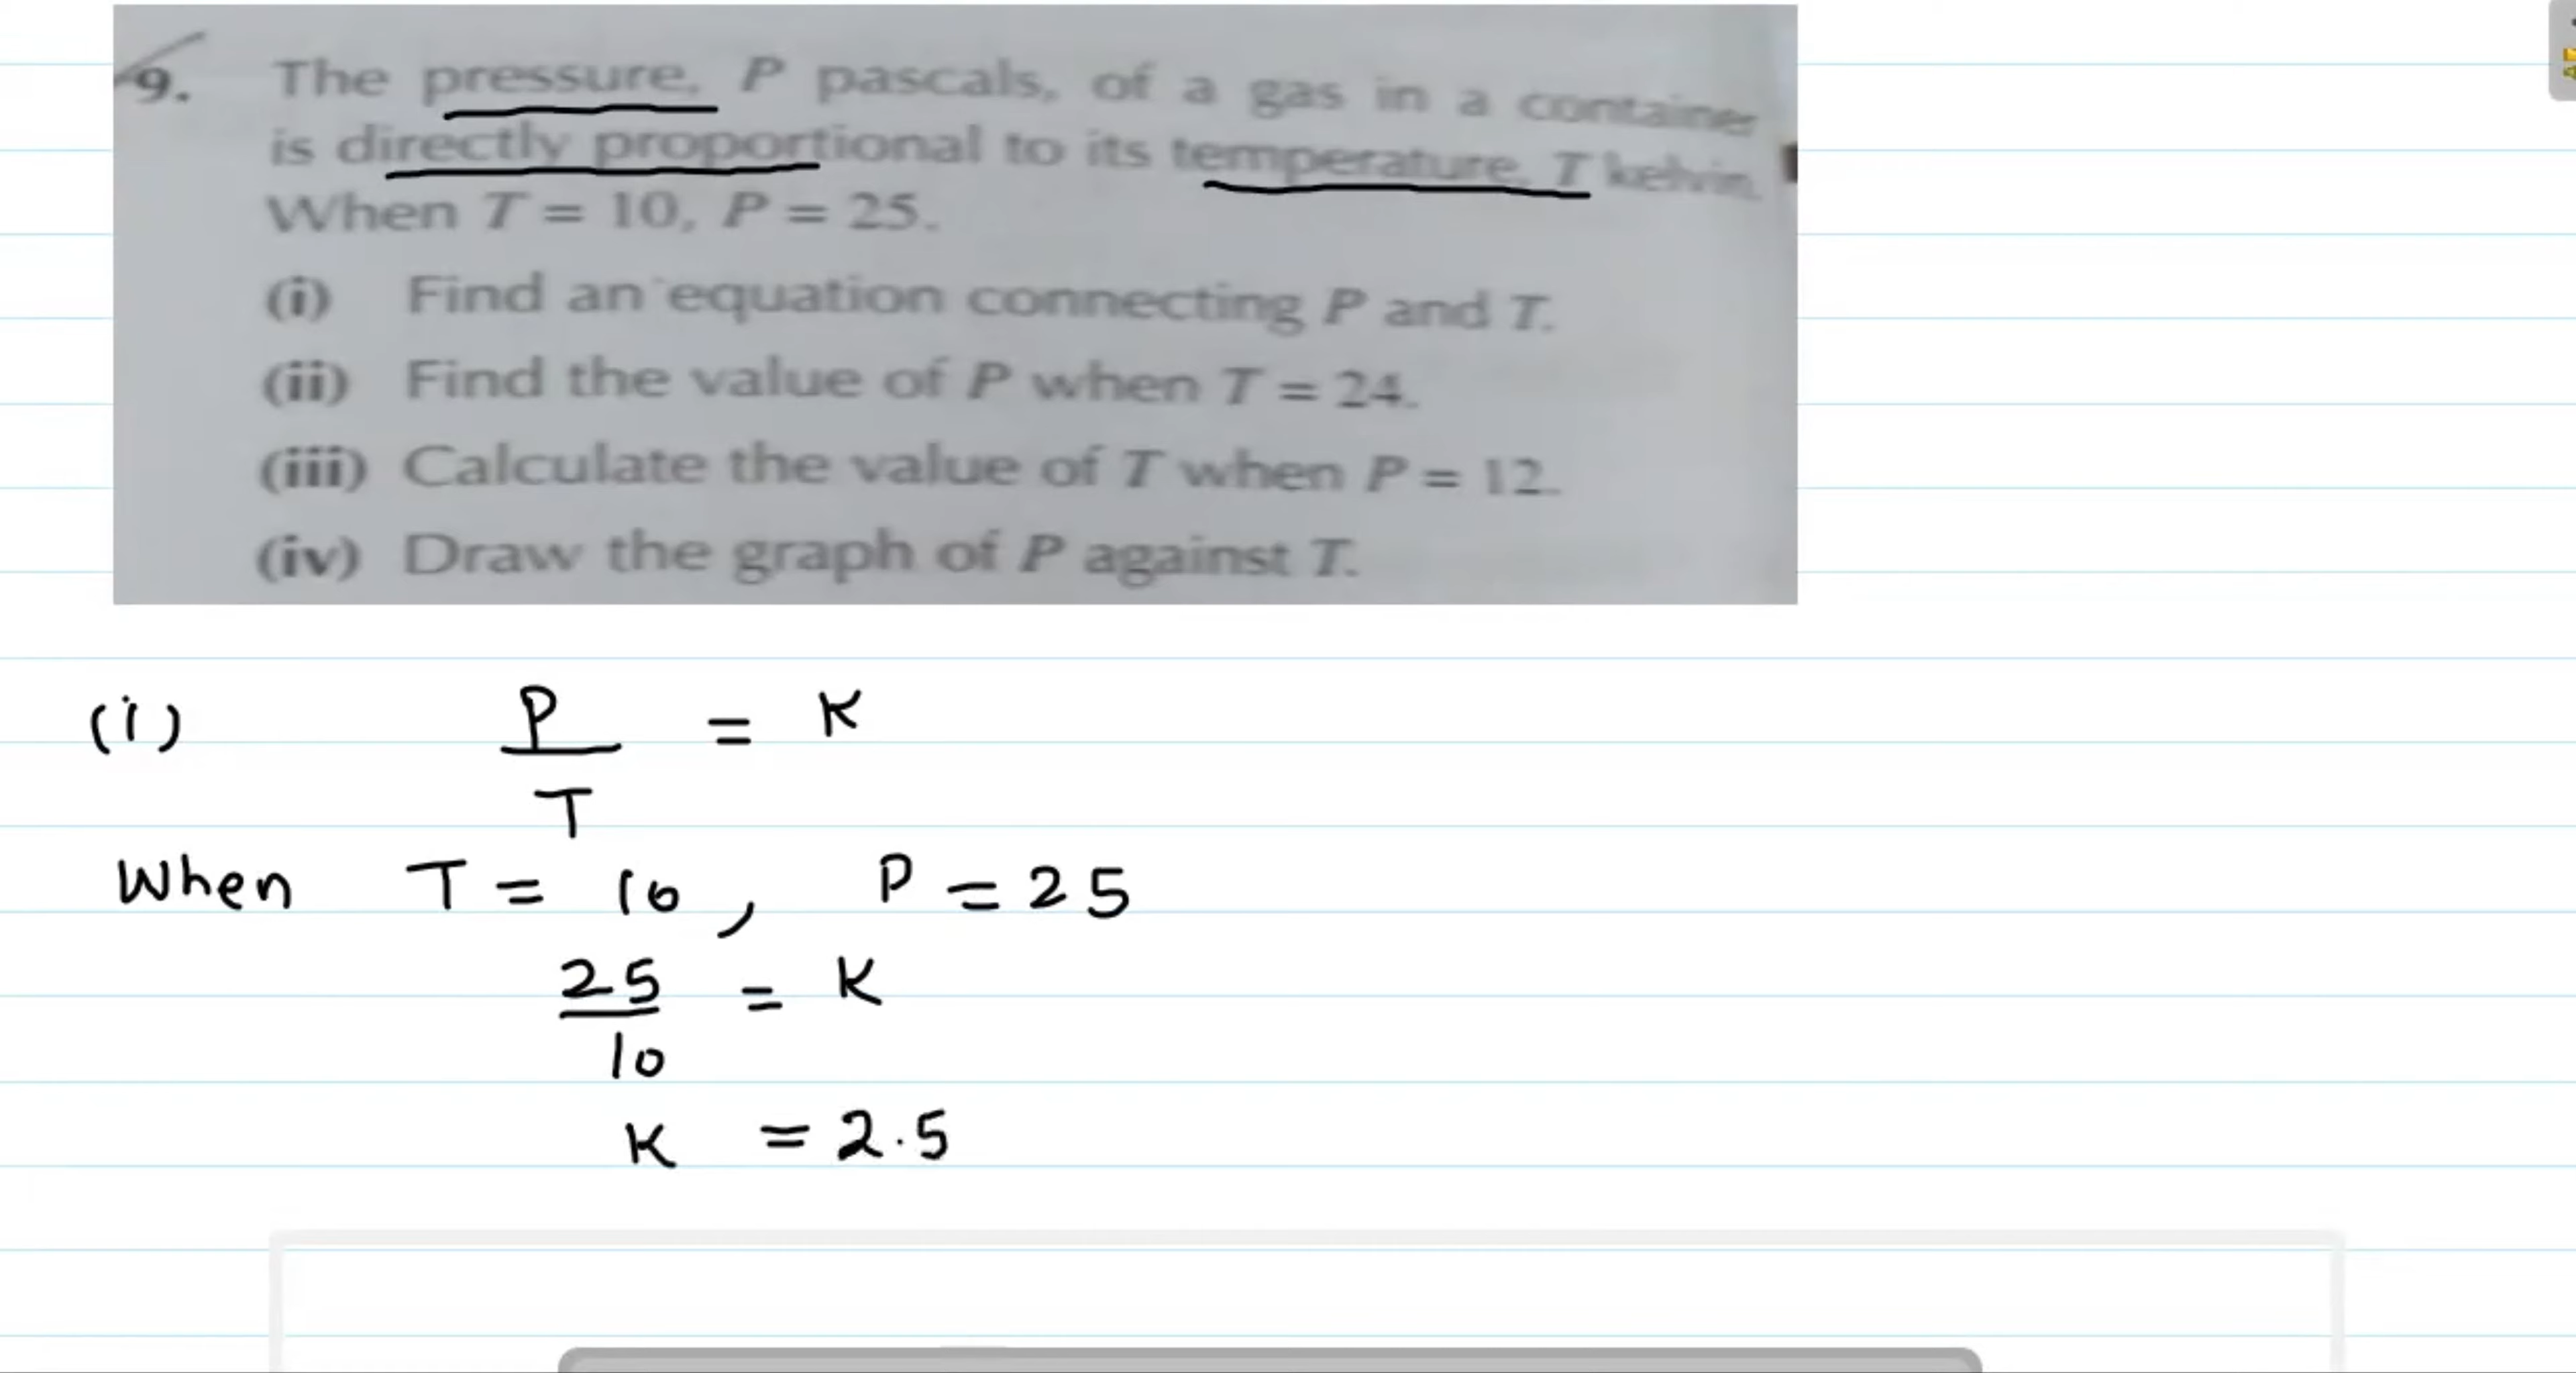 9. The pressure, P pascals, of a gas in a container
is directly proportional to its temperature, T kelvin.
When T = 10, P = 25.
(i) Find an equation connecting P and T.
(ii) Find the value of P when T = 24.
(iii) Calculate the value of T when P = 12.
(iv) Draw the graph of P against T.
(i) P/T = K
When T = 10, P = 25
25/10 = K
K = 2.5